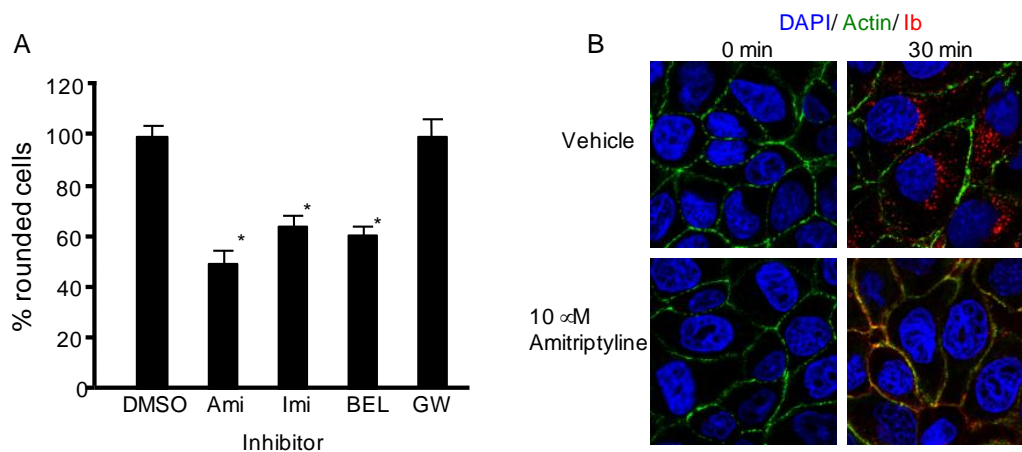 A
% rounded cells
120
100
80
60
40
20
0
*
*
*
DMSO Ami Imi BEL GW
Inhibitor
B
DAPI/ Actin/ Ib
0 min 30 min
Vehicle
10 ∝M
Amitriptyline